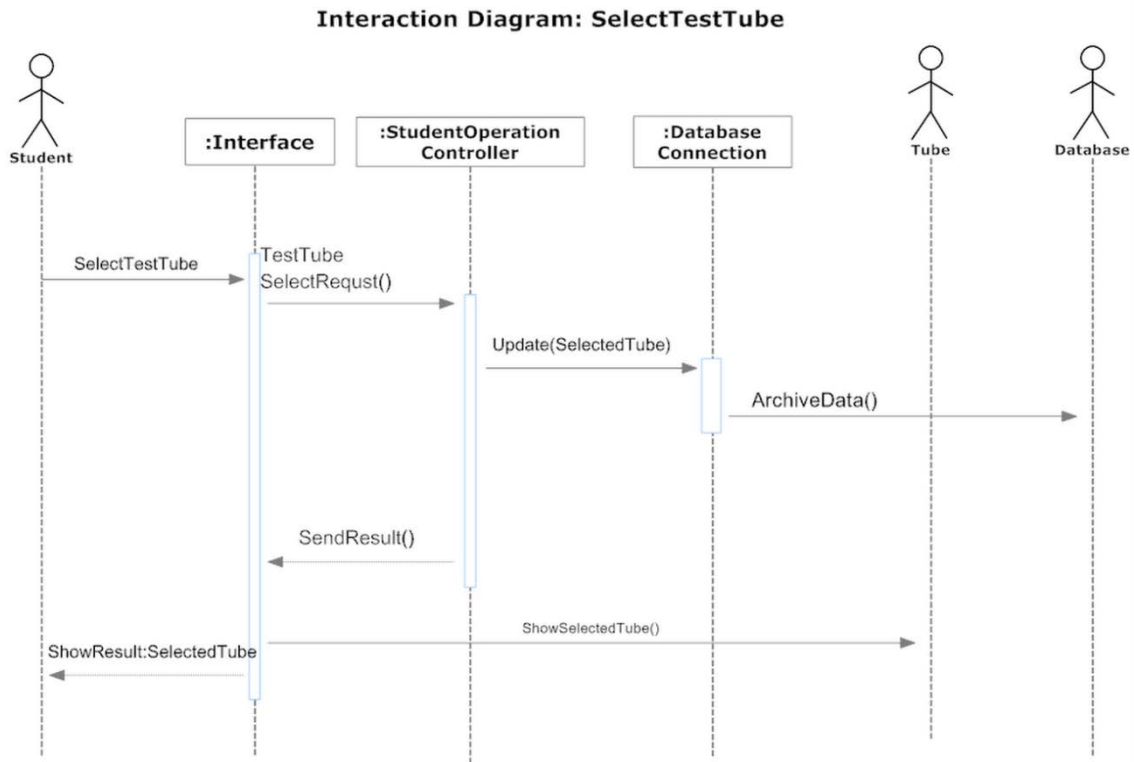 Interaction Diagram: SelectTestTube
Student
:Interface
:StudentOperation
Controller
:Database
Connection
Tube
Database
SelectTestTube
TestTube
SelectRequst()
Update(SelectedTube)
ArchiveData()
SendResult()
ShowSelectedTube()
ShowResult:SelectedTube